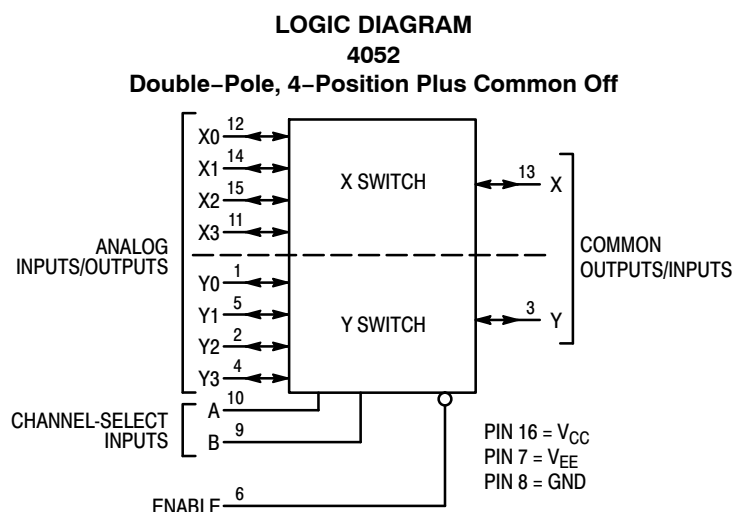 LOGIC DIAGRAM
4052
Double–Pole, 4–Position Plus Common Off
X0 12
X1 14
X2 15
X3 11
X SWITCH
13 X
ANALOG
INPUTS/OUTPUTS
COMMON
OUTPUTS/INPUTS
Y0 1
Y1 5
Y2 2
Y3 4
Y SWITCH
3 Y
CHANNEL-SELECT
INPUTS
A 10
B 9
PIN 16 = VCC
PIN 7 = VEE
PIN 8 = GND
ENABLE 6